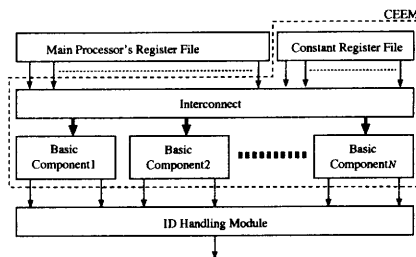 CEEM
Main Processor's Register File
Constant Register File
Interconnect
Basic
Component1
Basic
Component2
Basic
ComponentN
ID Handling Module